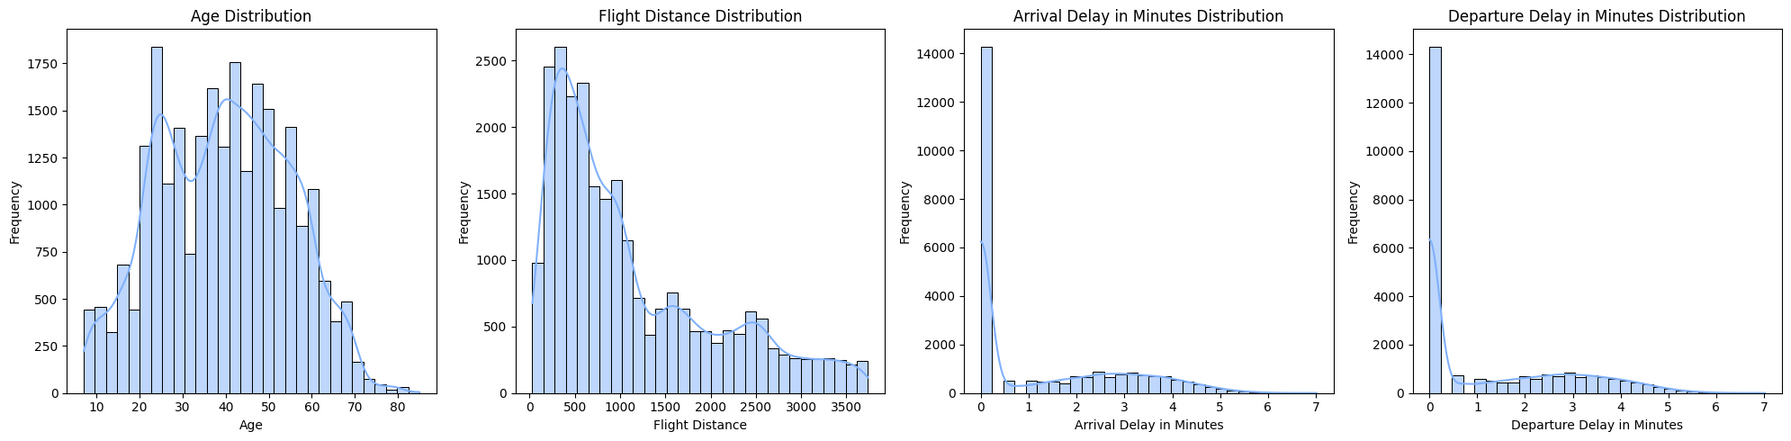 Age Distribution
Frequency
1750
1500
1250
1000
750
500
250
0
10 20 30 40 50 60 70 80
Age
Flight Distance Distribution
Frequency
2500
2000
1500
1000
500
0
0 500 1000 1500 2000 2500 3000 3500
Flight Distance
Arrival Delay in Minutes Distribution
Frequency
14000
12000
10000
8000
6000
4000
2000
0
0 1 2 3 4 5 6 7
Arrival Delay in Minutes
Departure Delay in Minutes Distribution
Frequency
14000
12000
10000
8000
6000
4000
2000
0
0 1 2 3 4 5 6 7
Departure Delay in Minutes